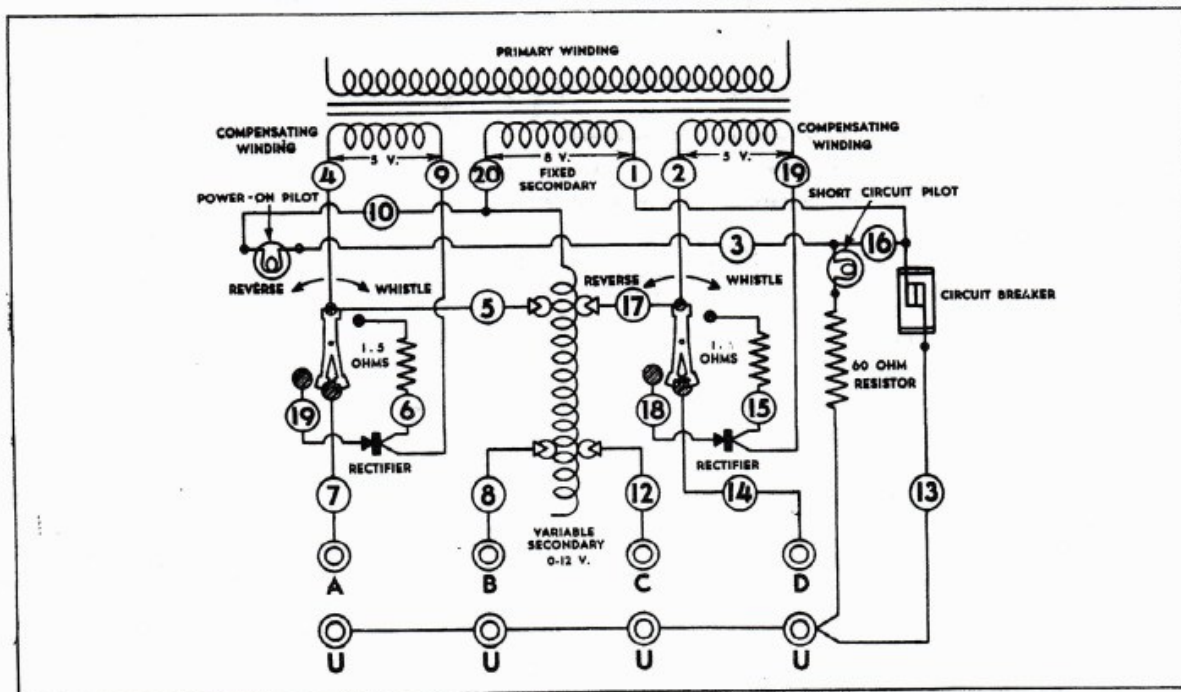 PRIMARY WINDING
COMPENSATING
WINDING
5 V.
8 V.
FIXED
SECONDARY
5 V.
COMPENSATING
WINDING
4
9
20
1
2
19
POWER-ON PILOT
SHORT CIRCUIT PILOT
10
3
16
REVERSE
WHISTLE
REVERSE
WHISTLE
CIRCUIT BREAKER
5
17
1.5
OHMS
OHMS
60 OHM
RESISTOR
19
6
18
15
RECTIFIER
RECTIFIER
7
8
12
14
13
VARIABLE
SECONDARY
0-12 V.
A
B
C
D
U
U
U
U